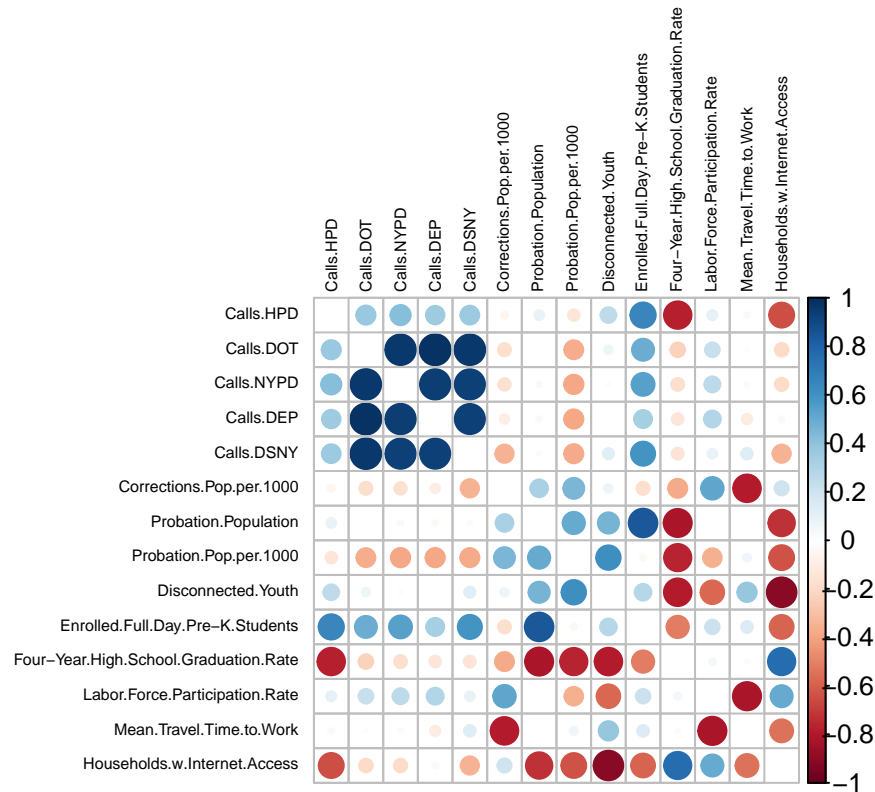 Calls.HPD
Calls.DOT
Calls.NYPD
Calls.DEP
Calls.DSNY
Corrections.Pop.per.1000
Probation.Population
Probation.Pop.per.1000
Disconnected.Youth
Enrolled.Full.Day.Pre−K.Students
Four−Year.High.School.Graduation.Rate
Labor.Force.Participation.Rate
Mean.Travel.Time.to.Work
Households.w.Internet.Access
Calls.HPD
Calls.DOT
Calls.NYPD
Calls.DEP
Calls.DSNY
Corrections.Pop.per.1000
Probation.Population
Probation.Pop.per.1000
Disconnected.Youth
Enrolled.Full.Day.Pre−K.Students
Four−Year.High.School.Graduation.Rate
Labor.Force.Participation.Rate
Mean.Travel.Time.to.Work
Households.w.Internet.Access
1
0.8
0.6
0.4
0.2
0
−0.2
−0.4
−0.6
−0.8
−1